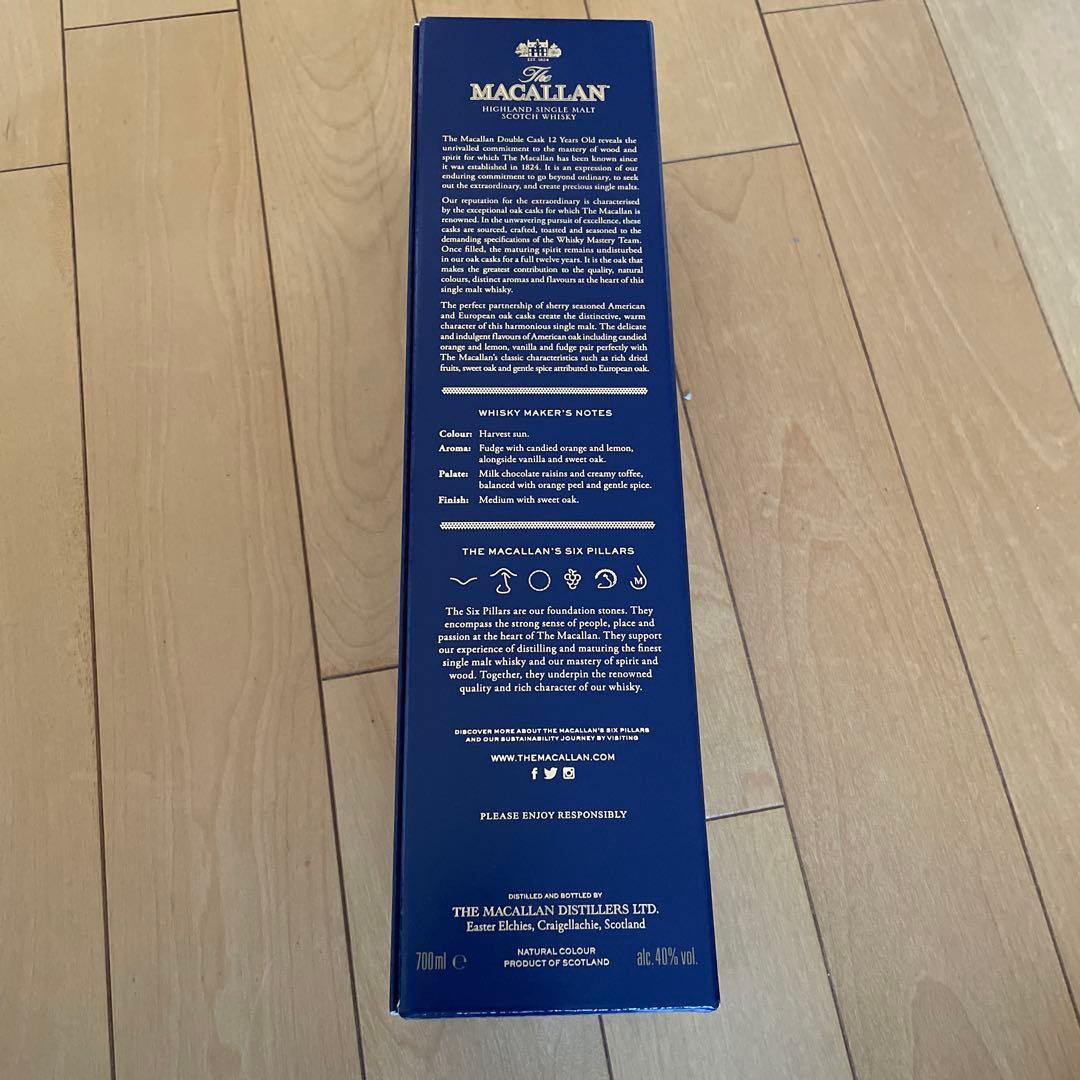 EST. 1824
The
MACALLAN™
HIGHLAND SINGLE MALT
SCOTCH WHISKY
The Macallan Double Cask 12 Years Old reveals the
unrivalled commitment to the mastery of wood and
spirit for which The Macallan has been known since
it was established in 1824. It is an expression of our
enduring commitment to go beyond ordinary, to seek
out the extraordinary, and create precious single malts.
Our reputation for the extraordinary is characterised
by the exceptional oak casks for which The Macallan is
renowned. In the unwavering pursuit of excellence, these
casks are sourced, crafted, toasted and seasoned to the
demanding specifications of the Whisky Mastery Team.
Once filled, the maturing spirit remains undisturbed
in our oak casks for a full twelve years. It is the oak that
makes the greatest contribution to the quality, natural
colours, distinct aromas and flavours at the heart of this
single malt whisky.
The perfect partnership of sherry seasoned American
and European oak casks create the distinctive, warm
character of this harmonious single malt. The delicate
and indulgent flavours of American oak including candied
orange and lemon, vanilla and fudge pair perfectly with
The Macallan's classic characteristics such as rich dried
fruits, sweet oak and gentle spice attributed to European oak.
WHISKY MAKER'S NOTES
Colour: Harvest sun.
Aroma: Fudge with candied orange and lemon,
alongside vanilla and sweet oak.
Palate: Milk chocolate raisins and creamy toffee,
balanced with orange peel and gentle spice.
Finish: Medium with sweet oak.
THE MACALLAN'S SIX PILLARS
M
The Six Pillars are our foundation stones. They
encompass the strong sense of people, place and
passion at the heart of The Macallan. They support
our experience of distilling and maturing the finest
single malt whisky and our mastery of spirit and
wood. Together, they underpin the renowned
quality and rich character of our whisky.
DISCOVER MORE ABOUT THE MACALLAN'S SIX PILLARS
AND OUR SUSTAINABILITY JOURNEY BY VISITING
WWW.THEMACALLAN.COM
PLEASE ENJOY RESPONSIBLY
DISTILLED AND BOTTLED BY
THE MACALLAN DISTILLERS LTD.
Easter Elchies, Craigellachie, Scotland
700ml ℮
NATURAL COLOUR
PRODUCT OF SCOTLAND
alc. 40% vol.